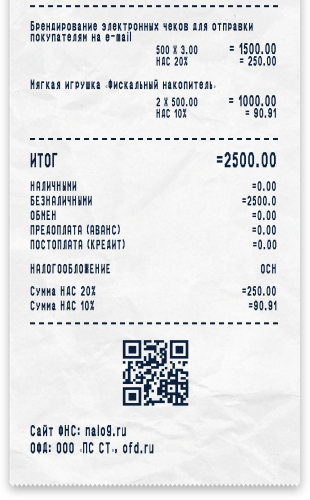 Брендирование электронных чеков для отправки
покупателям на e-mail
500 X 3.00 = 1500.00
НДС 20% = 250.00
Мягкая игрушка «Фискальный накопитель»
2 X 500.00 = 1000.00
НДС 10% = 90.91
ИТОГ =2500.00
НАЛИЧНЫМИ =0.00
БЕЗНАЛИЧНЫМИ =2500.0
ОБМЕН =0.00
ПРЕДОПЛАТА (АВАНС) =0.00
ПОСТОПЛАТА (КРЕДИТ) =0.00
НАЛОГООБЛОЖЕНИЕ ОСН
Сумма НДС 20% =250.00
Сумма НДС 10% =90.91
Сайт ФНС: nalog.ru
ОФД: ООО «ПС СТ», ofd.ru